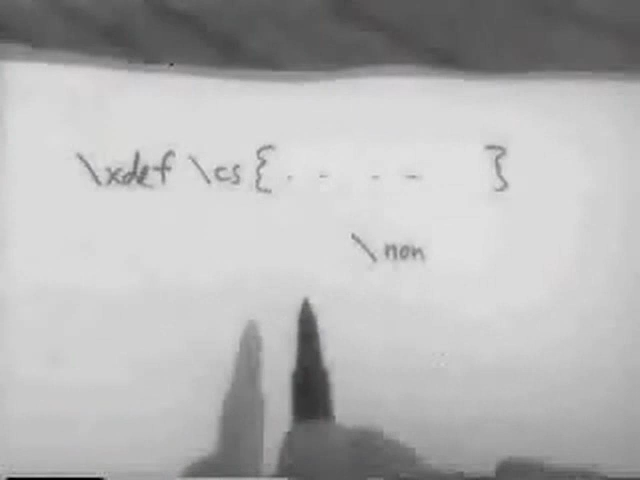 \xdef \cs{. - . - }
\non